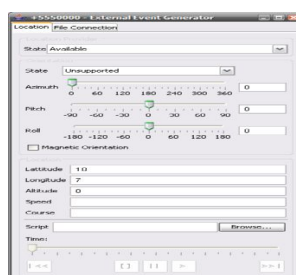 +5550000 - External Event Generator
Location File Connection
State Available
State Unsupported
Azimuth 0
0 60 120 180 240 300 360
Pitch 0
-90 -60 -30 0 30 60 90
Roll 0
-180 -120 -60 0 60 120 180
Magnetic Orientation
Lattitude 10
Longitude 7
Altitude 0
Speed
Course
Script Browse...
Time: